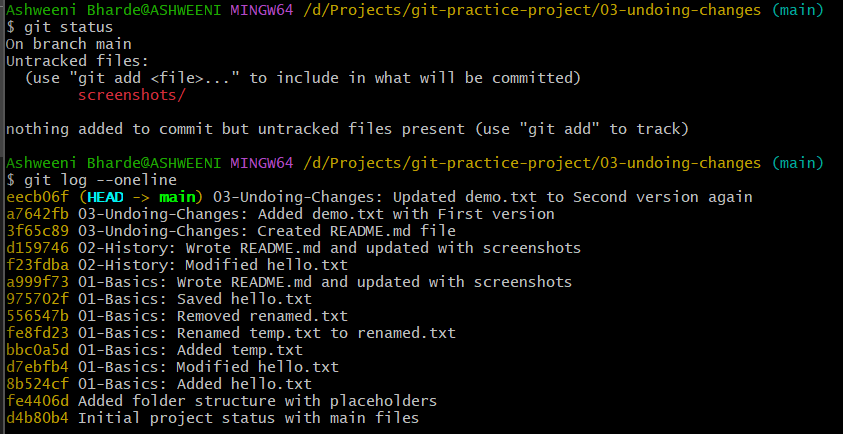 Ashweeni Bharde@ASHWEENI MINGW64 /d/Projects/git-practice-project/03-undoing-changes (main)
$ git status
On branch main
Untracked files:
  (use "git add <file>..." to include in what will be committed)
        screenshots/

nothing added to commit but untracked files present (use "git add" to track)

Ashweeni Bharde@ASHWEENI MINGW64 /d/Projects/git-practice-project/03-undoing-changes (main)
$ git log --oneline
eecb06f (HEAD -> main) 03-Undoing-Changes: Updated demo.txt to Second version again
a7642fb 03-Undoing-Changes: Added demo.txt with First version
3f65c89 03-Undoing-Changes: Created README.md file
d159746 02-History: Wrote README.md and updated with screenshots
f23fdba 02-History: Modified hello.txt
a999f73 01-Basics: Wrote README.md and updated with screenshots
975702f 01-Basics: Saved hello.txt
556547b 01-Basics: Removed renamed.txt
fe8fd23 01-Basics: Renamed temp.txt to renamed.txt
bbc0a5d 01-Basics: Added temp.txt
d7ebfb4 01-Basics: Modified hello.txt
8b524cf 01-Basics: Added hello.txt
fe4406d Added folder structure with placeholders
d4b80b4 Initial project status with main files